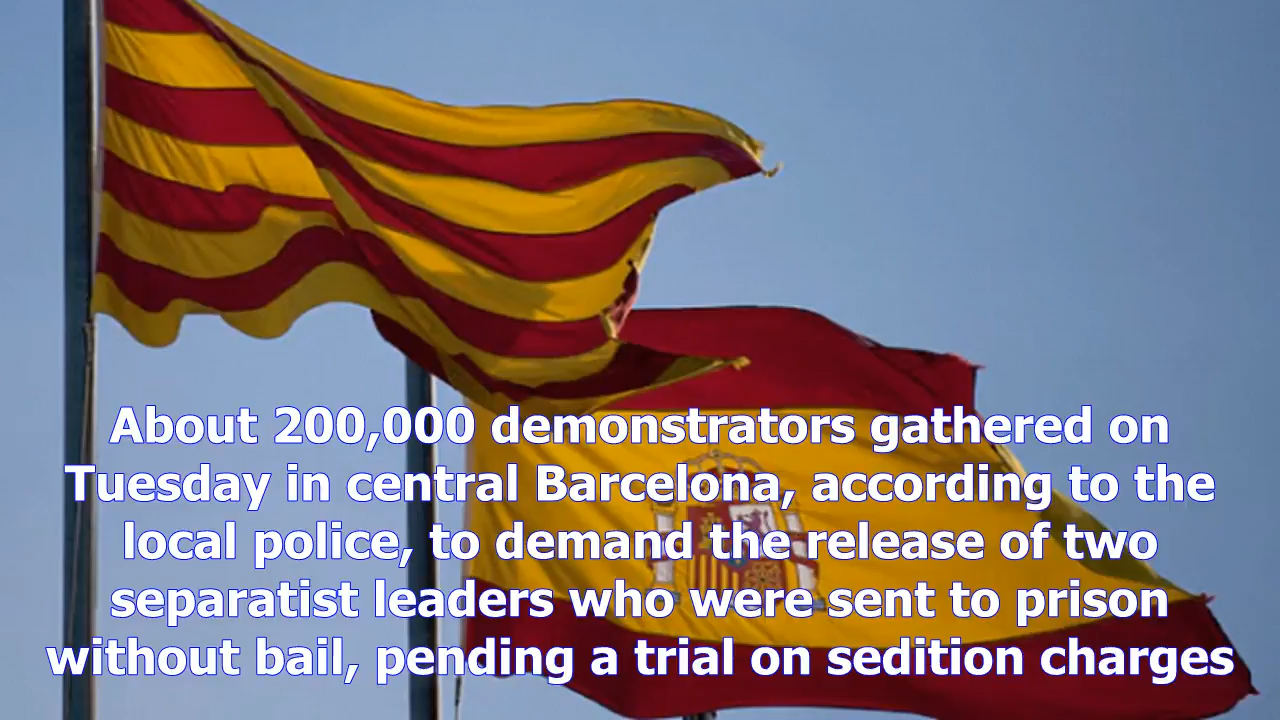 About 200,000 demonstrators gathered on
Tuesday in central Barcelona, according to the
local police, to demand the release of two
separatist leaders who were sent to prison
without bail, pending a trial on sedition charges